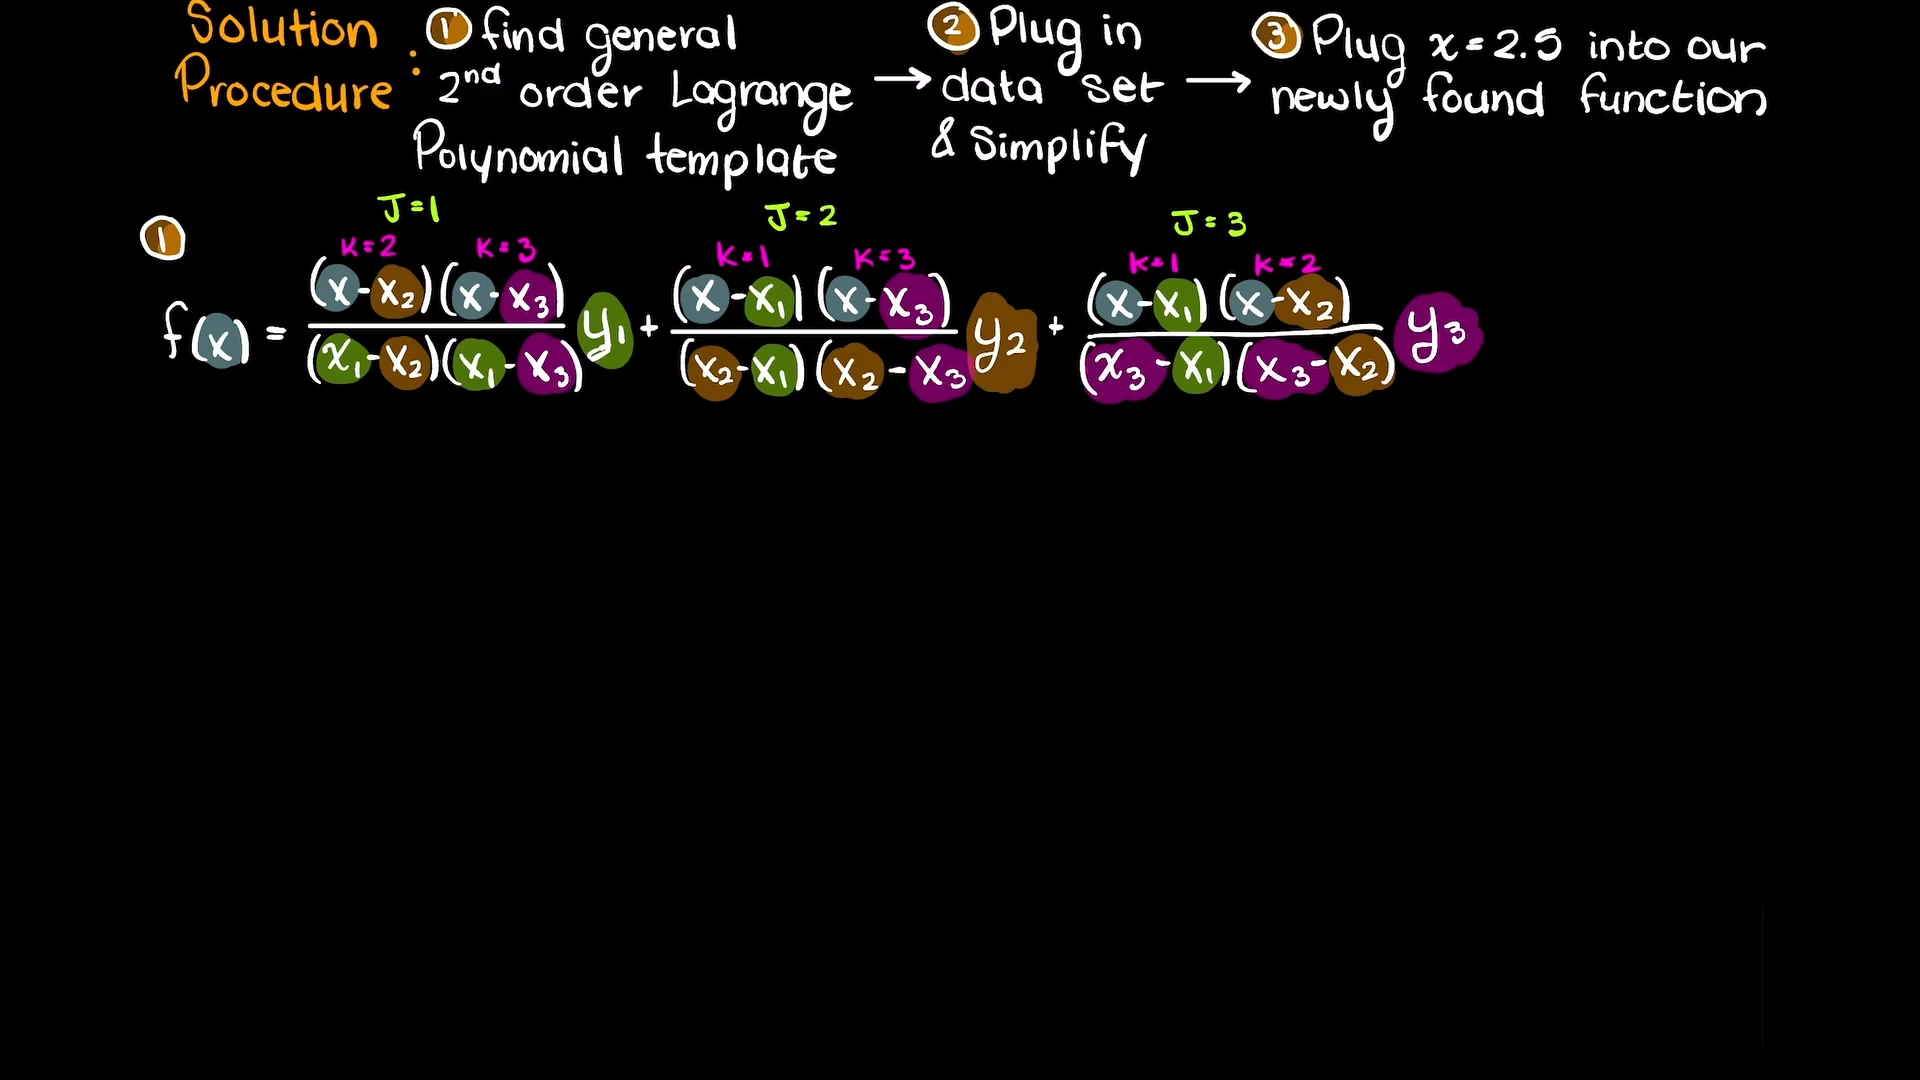 Solution Procedure :
① find general
2nd order Lagrange
Polynomial template
→
② Plug in
data set
& Simplify
→
③ Plug x = 2.5 into our
newly found function
①
J=1 J=2 J=3
K=2 K=3 K=1 K=3 K=1 K=2
f(x) = (x-x₂)(x-x₃)/(x₁-x₂)(x₁-x₃) y₁ + (x-x₁)(x-x₃)/(x₂-x₁)(x₂-x₃) y₂ + (x-x₁)(x-x₂)/(x₃-x₁)(x₃-x₂) y₃